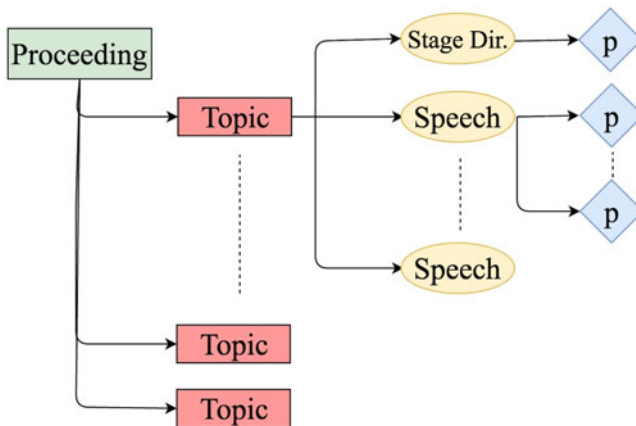 Proceeding
Stage Dir.
p
Topic
Speech
p
p
Speech
Topic
Topic